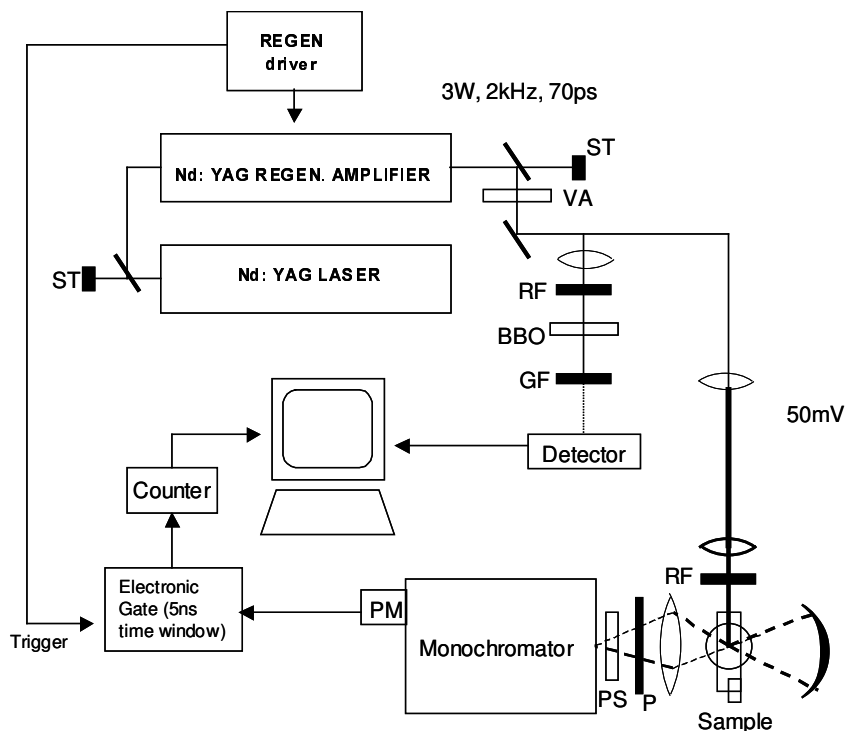 REGEN
driver
3W, 2kHz, 70ps
Nd: YAG REGEN. AMPLIFIER
ST
VA
ST
Nd: YAG LASER
RF
BBO
GF
50mV
Detector
Counter
RF
Electronic
Gate (5ns
time window)
Trigger
PM
Monochromator
PS
P
Sample